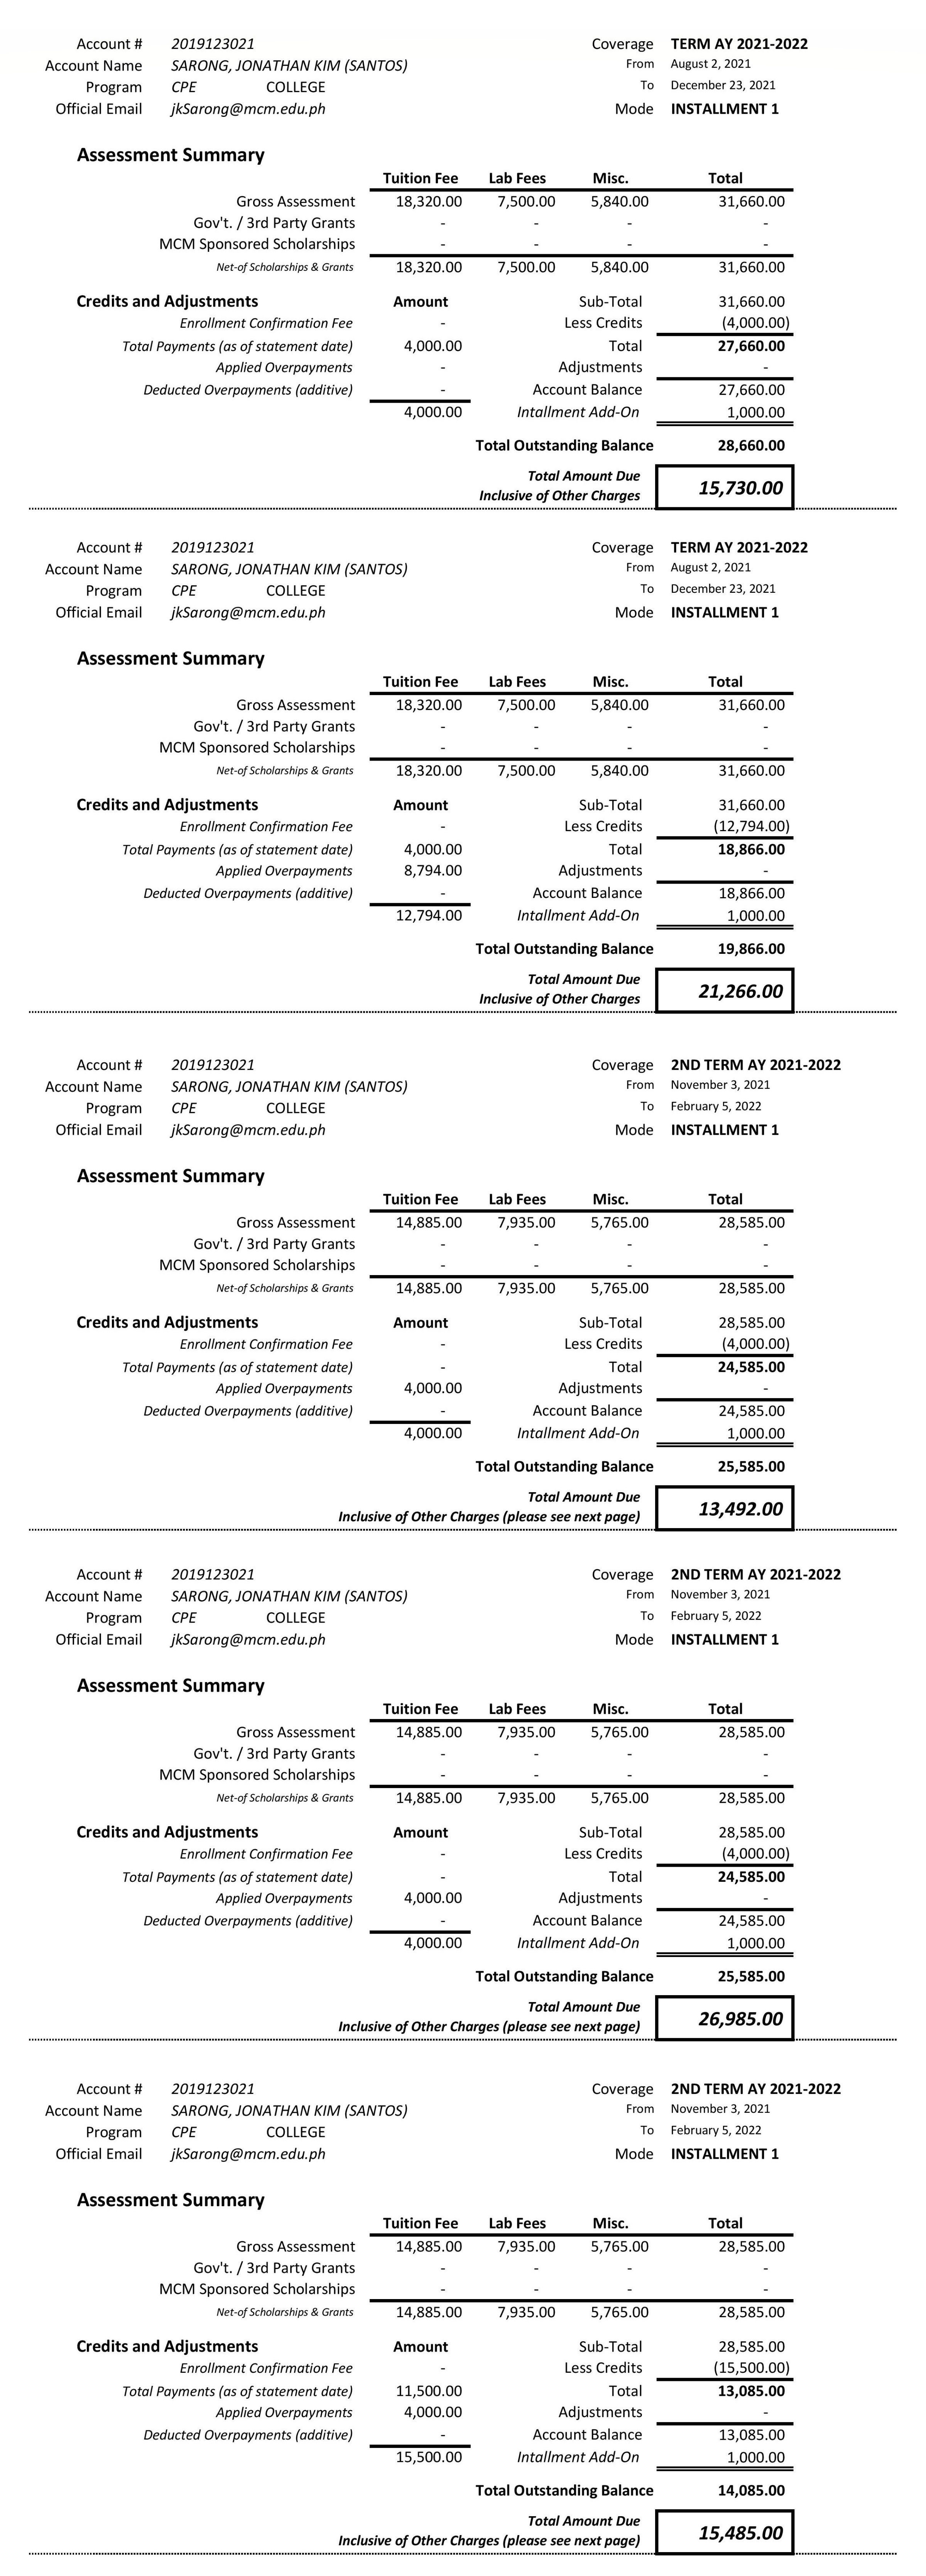 Account # 2019123021 Coverage TERM AY 2021-2022
Account Name SARONG, JONATHAN KIM (SANTOS) From August 2, 2021
Program CPE COLLEGE To December 23, 2021
Official Email jkSarong@mcm.edu.ph Mode INSTALLMENT 1
Assessment Summary
Tuition Fee Lab Fees Misc. Total
Gross Assessment 18,320.00 7,500.00 5,840.00 31,660.00
Gov't. / 3rd Party Grants - - - -
MCM Sponsored Scholarships - - - -
Net-of Scholarships & Grants 18,320.00 7,500.00 5,840.00 31,660.00
Credits and Adjustments Amount Sub-Total 31,660.00
Enrollment Confirmation Fee - Less Credits (4,000.00)
Total Payments (as of statement date) 4,000.00 Total 27,660.00
Applied Overpayments - Adjustments -
Deducted Overpayments (additive) - Account Balance 27,660.00
4,000.00 Intallment Add-On 1,000.00
Total Outstanding Balance 28,660.00
Total Amount Due
Inclusive of Other Charges 15,730.00
Account # 2019123021 Coverage TERM AY 2021-2022
Account Name SARONG, JONATHAN KIM (SANTOS) From August 2, 2021
Program CPE COLLEGE To December 23, 2021
Official Email jkSarong@mcm.edu.ph Mode INSTALLMENT 1
Assessment Summary
Tuition Fee Lab Fees Misc. Total
Gross Assessment 18,320.00 7,500.00 5,840.00 31,660.00
Gov't. / 3rd Party Grants - - - -
MCM Sponsored Scholarships - - - -
Net-of Scholarships & Grants 18,320.00 7,500.00 5,840.00 31,660.00
Credits and Adjustments Amount Sub-Total 31,660.00
Enrollment Confirmation Fee - Less Credits (12,794.00)
Total Payments (as of statement date) 4,000.00 Total 18,866.00
Applied Overpayments 8,794.00 Adjustments -
Deducted Overpayments (additive) - Account Balance 18,866.00
12,794.00 Intallment Add-On 1,000.00
Total Outstanding Balance 19,866.00
Total Amount Due
Inclusive of Other Charges 21,266.00
Account # 2019123021 Coverage 2ND TERM AY 2021-2022
Account Name SARONG, JONATHAN KIM (SANTOS) From November 3, 2021
Program CPE COLLEGE To February 5, 2022
Official Email jkSarong@mcm.edu.ph Mode INSTALLMENT 1
Assessment Summary
Tuition Fee Lab Fees Misc. Total
Gross Assessment 14,885.00 7,935.00 5,765.00 28,585.00
Gov't. / 3rd Party Grants - - - -
MCM Sponsored Scholarships - - - -
Net-of Scholarships & Grants 14,885.00 7,935.00 5,765.00 28,585.00
Credits and Adjustments Amount Sub-Total 28,585.00
Enrollment Confirmation Fee - Less Credits (4,000.00)
Total Payments (as of statement date) - Total 24,585.00
Applied Overpayments 4,000.00 Adjustments -
Deducted Overpayments (additive) - Account Balance 24,585.00
4,000.00 Intallment Add-On 1,000.00
Total Outstanding Balance 25,585.00
Total Amount Due
Inclusive of Other Charges (please see next page) 13,492.00
Account # 2019123021 Coverage 2ND TERM AY 2021-2022
Account Name SARONG, JONATHAN KIM (SANTOS) From November 3, 2021
Program CPE COLLEGE To February 5, 2022
Official Email jkSarong@mcm.edu.ph Mode INSTALLMENT 1
Assessment Summary
Tuition Fee Lab Fees Misc. Total
Gross Assessment 14,885.00 7,935.00 5,765.00 28,585.00
Gov't. / 3rd Party Grants - - - -
MCM Sponsored Scholarships - - - -
Net-of Scholarships & Grants 14,885.00 7,935.00 5,765.00 28,585.00
Credits and Adjustments Amount Sub-Total 28,585.00
Enrollment Confirmation Fee - Less Credits (4,000.00)
Total Payments (as of statement date) - Total 24,585.00
Applied Overpayments 4,000.00 Adjustments -
Deducted Overpayments (additive) - Account Balance 24,585.00
4,000.00 Intallment Add-On 1,000.00
Total Outstanding Balance 25,585.00
Total Amount Due
Inclusive of Other Charges (please see next page) 26,985.00
Account # 2019123021 Coverage 2ND TERM AY 2021-2022
Account Name SARONG, JONATHAN KIM (SANTOS) From November 3, 2021
Program CPE COLLEGE To February 5, 2022
Official Email jkSarong@mcm.edu.ph Mode INSTALLMENT 1
Assessment Summary
Tuition Fee Lab Fees Misc. Total
Gross Assessment 14,885.00 7,935.00 5,765.00 28,585.00
Gov't. / 3rd Party Grants - - - -
MCM Sponsored Scholarships - - - -
Net-of Scholarships & Grants 14,885.00 7,935.00 5,765.00 28,585.00
Credits and Adjustments Amount Sub-Total 28,585.00
Enrollment Confirmation Fee - Less Credits (15,500.00)
Total Payments (as of statement date) 11,500.00 Total 13,085.00
Applied Overpayments 4,000.00 Adjustments -
Deducted Overpayments (additive) - Account Balance 13,085.00
15,500.00 Intallment Add-On 1,000.00
Total Outstanding Balance 14,085.00
Total Amount Due
Inclusive of Other Charges (please see next page) 15,485.00